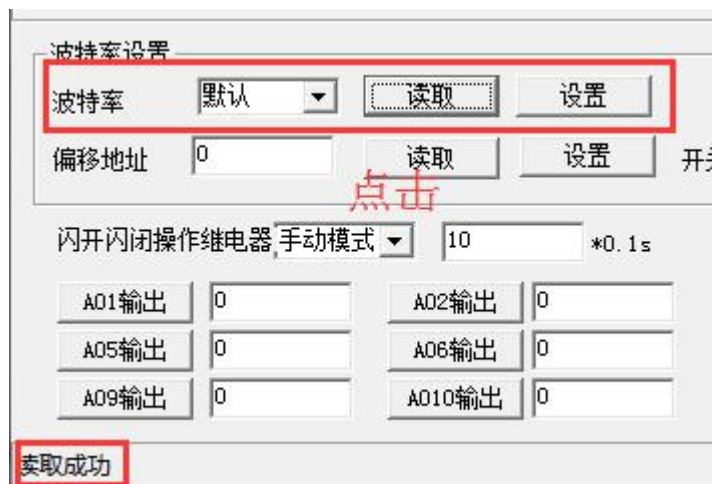 波特率设置
波特率 默认 读取 设置
偏移地址 0 读取 设置
点击
闪开闪闭操作继电器 手动模式 10 *0.1s
A01输出 0 A02输出 0
A05输出 0 A06输出 0
A09输出 0 A010输出 0
读取成功